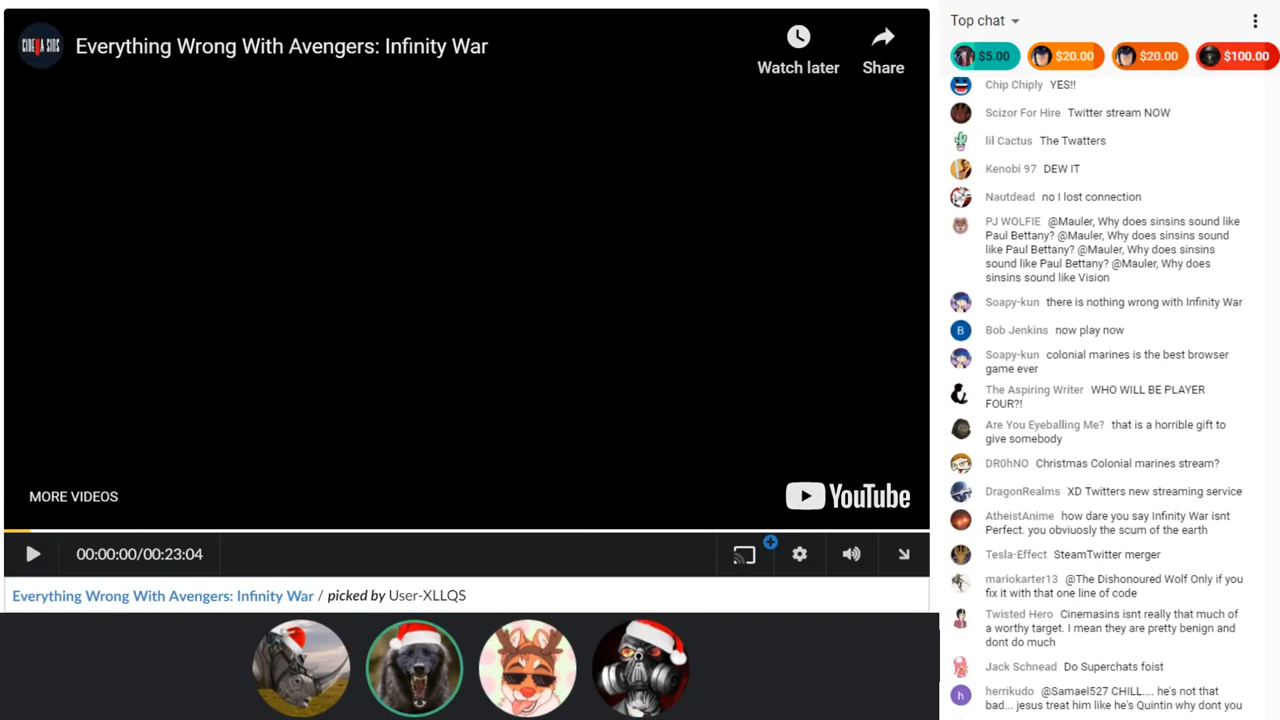 CINEMA SINS
Everything Wrong With Avengers: Infinity War
Watch later
Share
MORE VIDEOS
YouTube
00:00:00/00:23:04
Everything Wrong With Avengers: Infinity War / picked by User-XLLQS
Top chat
$5.00
$20.00
$20.00
$100.00
Chip Chiply YES!!
Scizor For Hire Twitter stream NOW
lil Cactus The Twatters
Kenobi 97 DEW IT
Nautdead no I lost connection
PJ WOLFIE @Mauler, Why does sinsins sound like
Paul Bettany? @Mauler, Why does sinsins sound
like Paul Bettany? @Mauler, Why does sinsins
sound like Paul Bettany? @Mauler, Why does
sinsins sound like Vision
Soapy-kun there is nothing wrong with Infinity War
B
Bob Jenkins now play now
Soapy-kun colonial marines is the best browser
game ever
The Aspiring Writer WHO WILL BE PLAYER
FOUR?!
Are You Eyeballing Me? that is a horrible gift to
give somebody
DR0hNO Christmas Colonial marines stream?
DragonRealms XD Twitters new streaming service
AtheistAnime how dare you say Infinity War isnt
Perfect. you obviuosly the scum of the earth
Tesla-Effect SteamTwitter merger
mariokarter13 @The Dishonoured Wolf Only if you
fix it with that one line of code
Twisted Hero Cinemasins isnt really that much of
a worthy target. I mean they are pretty benign and
dont do much
Jack Schnead Do Superchats foist
h
herrikudo @Samael527 CHILL.... he's not that
bad... jesus treat him like he's Quintin why dont you